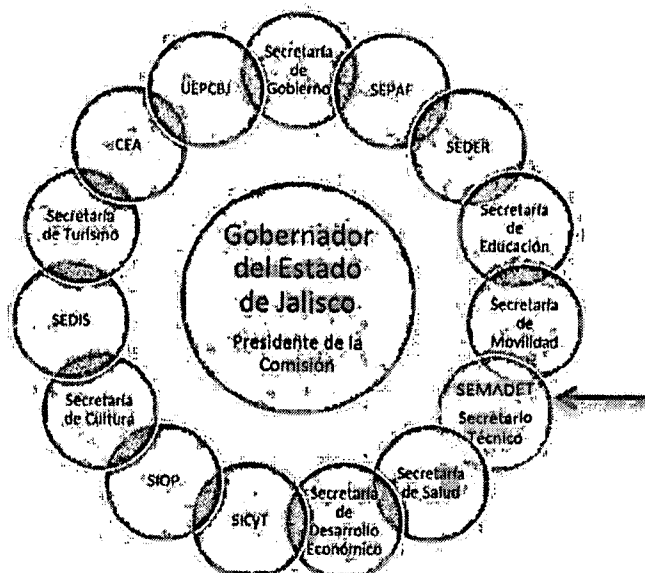 Secretaría
de
Gobierno
SEPAF
SEDER
Secretaría
de
Educación
Secretaría
de
Movilidad
SEMADET
Secretario
Técnico
Secretaría
de Salud
Secretaría
de
Desarrollo
Económico
SICyT
SIOP
Secretaría
de Cultura
SEDIS
Secretaría
de Turismo
CEA
UEPCBJ
Gobernador
del Estado
de Jalisco
Presidente de la
Comisión